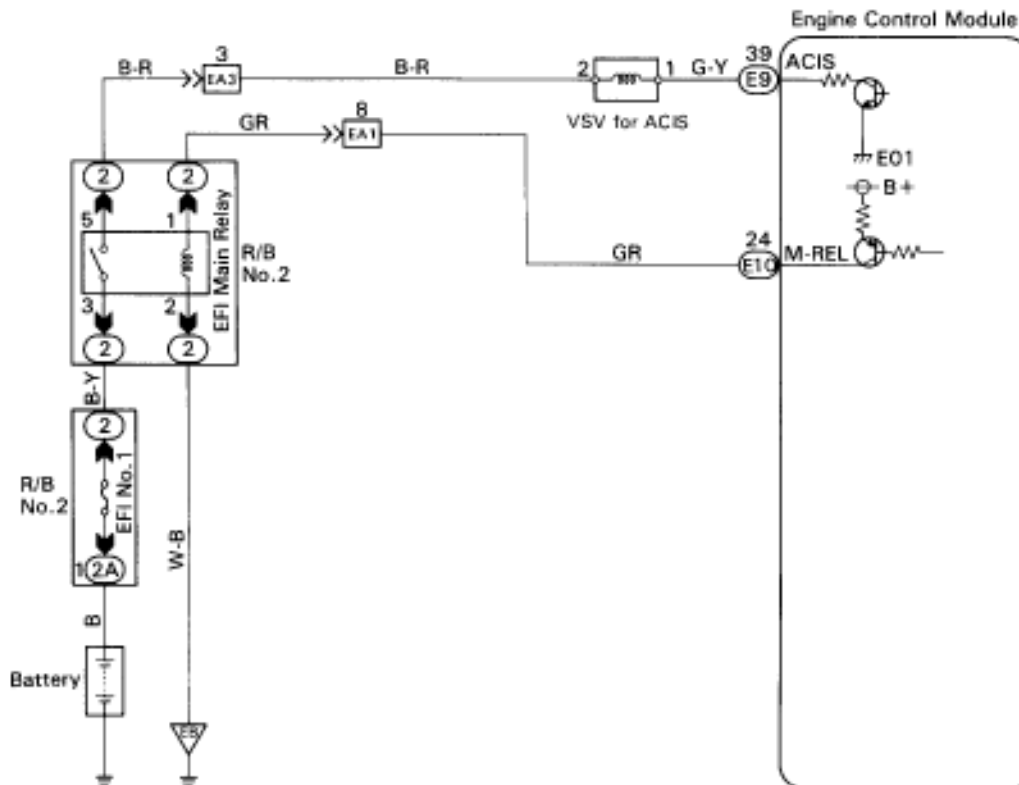 Engine Control Module
B-R
3
EA3
B-R
2
1
G-Y
39
E9
ACIS
VSV for ACIS
GR
8
EA1
E01
B+
2
2
5
1
EFI Main Relay
R/B
No.2
GR
24
E10
M-REL
3
2
2
2
B-Y
2
R/B
No.2
EFI No.1
1
2A
W-B
B
Battery